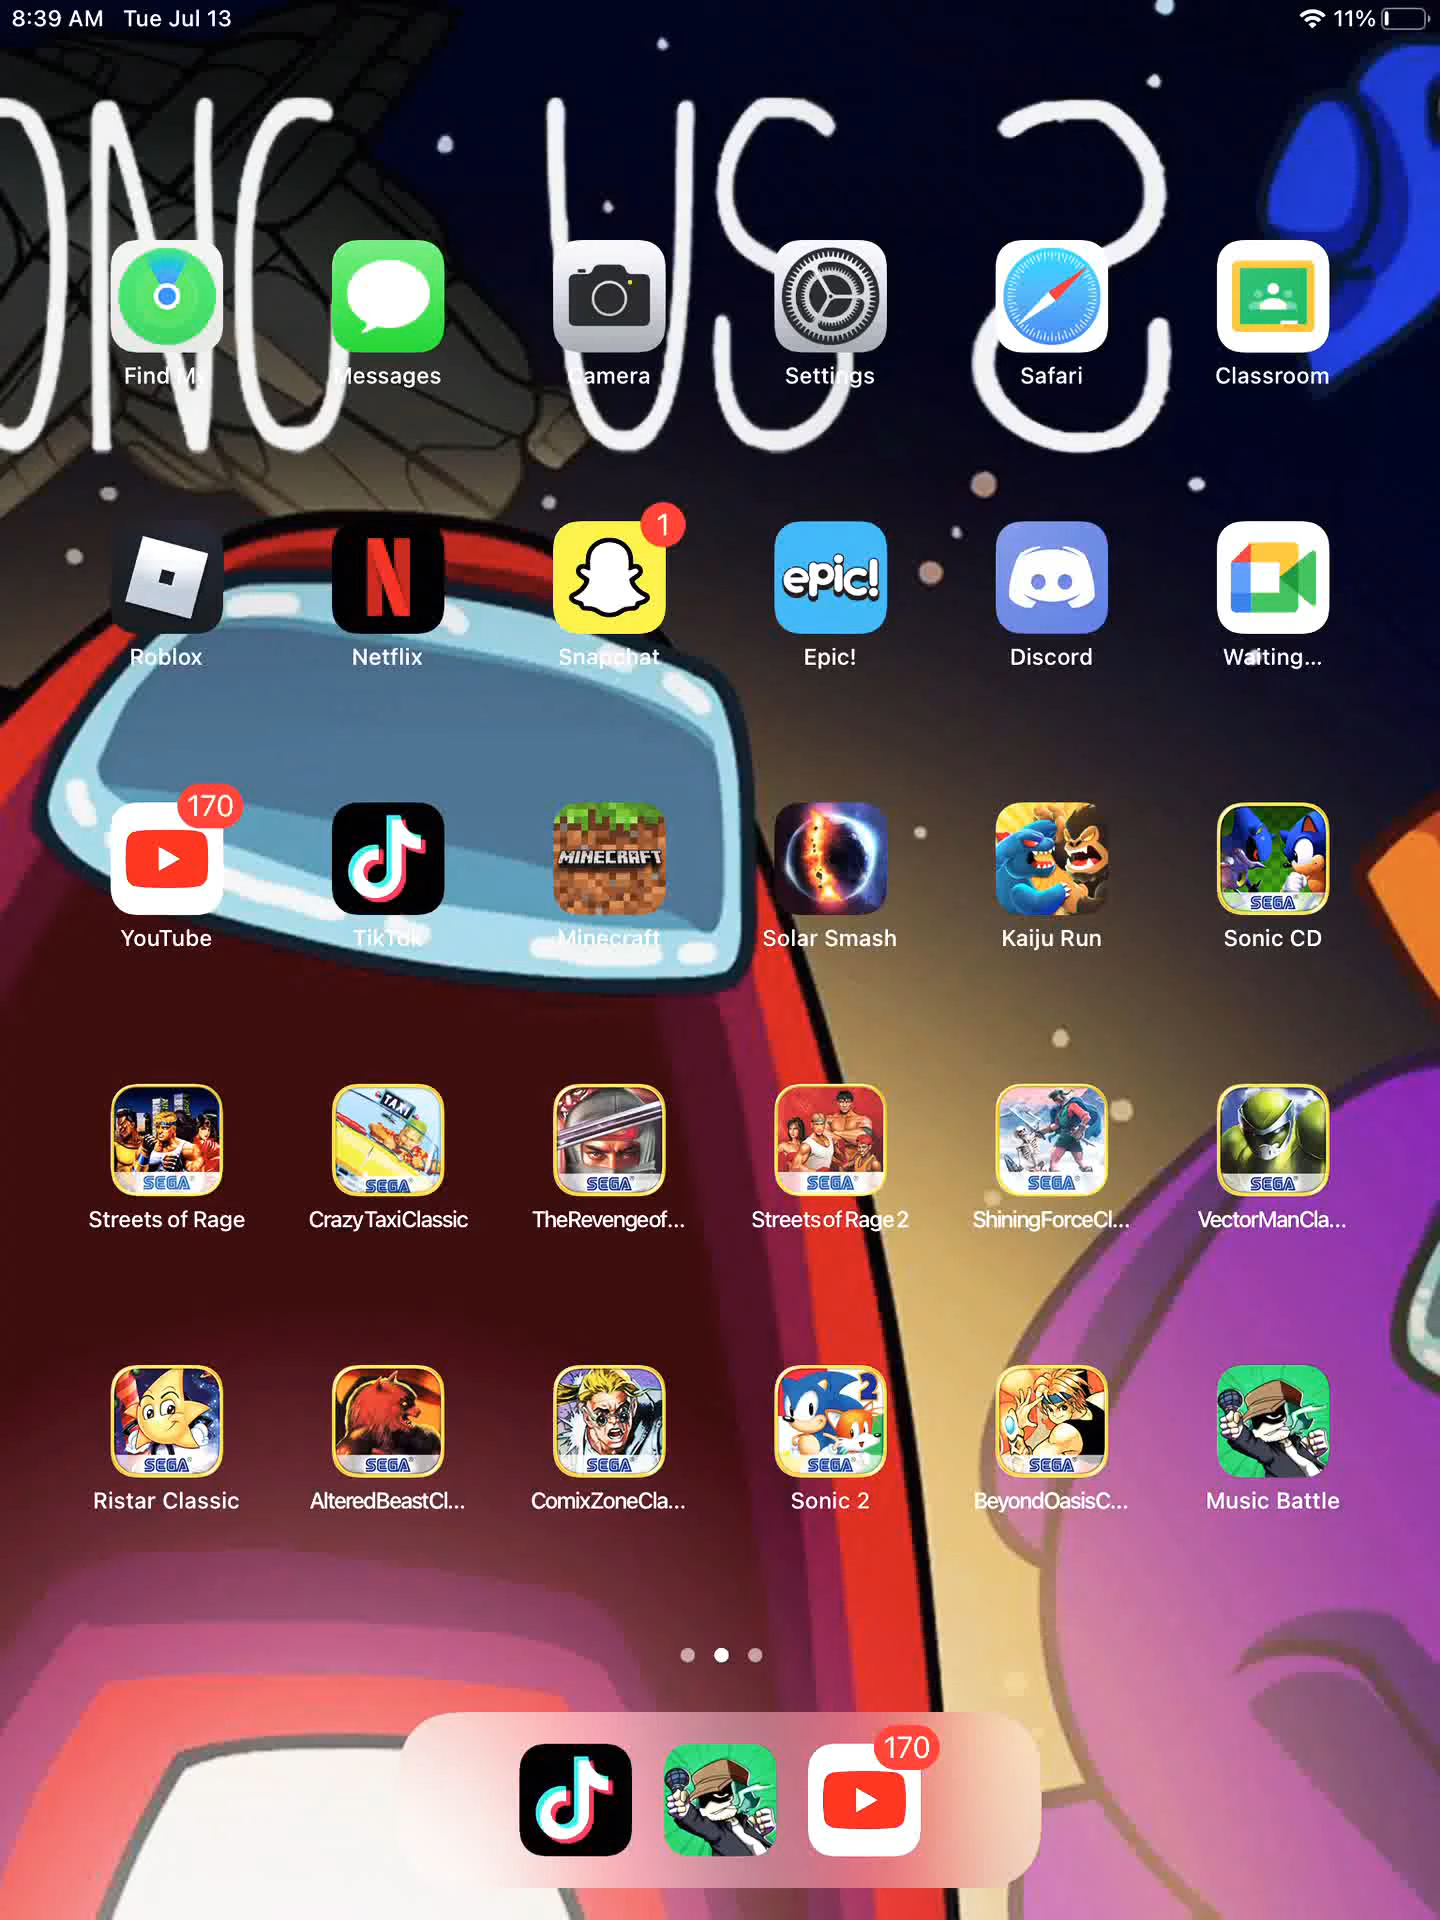 8:39 AM Tue Jul 13 11%
ONG US 2
Find My Messages Camera Settings Safari Classroom
1
epic!
Roblox Netflix Snapchat Epic! Discord Waiting...
170
MINECRAFT
SEGA
YouTube TikTok Minecraft Solar Smash Kaiju Run Sonic CD
TAXI
SEGA SEGA SEGA SEGA SEGA SEGA
Streets of Rage CrazyTaxiClassic TheRevengeof... Streets of Rage 2 ShiningForceCl... VectorManCla...
2
SEGA SEGA SEGA SEGA SEGA
Ristar Classic AlteredBeastCl... ComixZoneCla... Sonic 2 BeyondOasisC... Music Battle
170